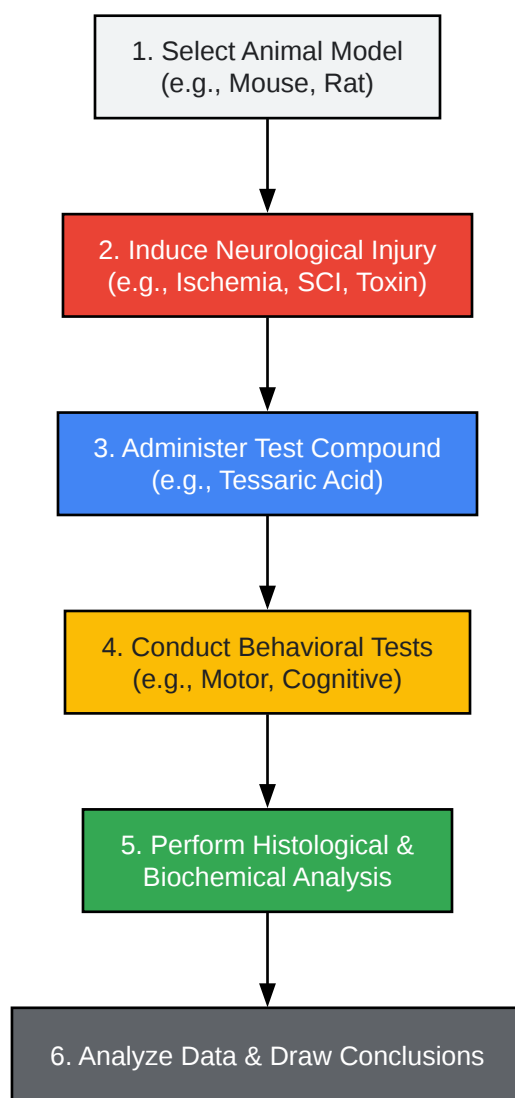 1. Select Animal Model
(e.g., Mouse, Rat)
2. Induce Neurological Injury
(e.g., Ischemia, SCI, Toxin)
3. Administer Test Compound
(e.g., Tessaric Acid)
4. Conduct Behavioral Tests
(e.g., Motor, Cognitive)
5. Perform Histological &
Biochemical Analysis
6. Analyze Data & Draw Conclusions